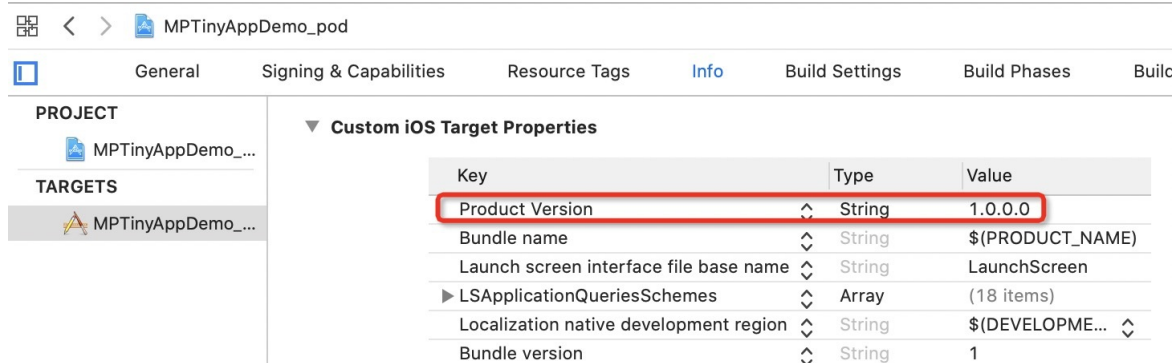 MPTinyAppDemo_pod
General Signing & Capabilities Resource Tags Info Build Settings Build Phases Builc
PROJECT
MPTinyAppDemo_...
TARGETS
MPTinyAppDemo_...
Custom iOS Target Properties
Key Type Value
Product Version String 1.0.0.0
Bundle name String $(PRODUCT_NAME)
Launch screen interface file base name String LaunchScreen
LSApplicationQueriesSchemes Array (18 items)
Localization native development region String $(DEVELOPME...
Bundle version String 1